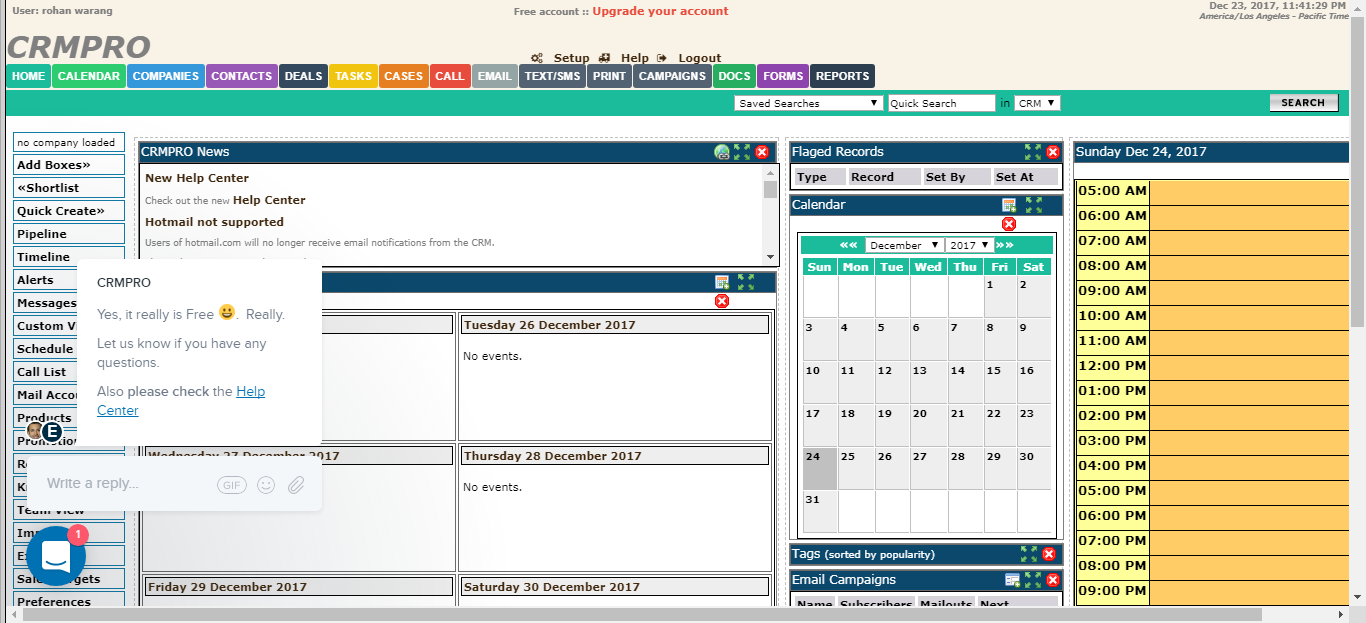 User: rohan warang
Free account :: Upgrade your account
Dec 23, 2017, 11:41:29 PM
America/Los Angeles - Pacific Time
CRMPRO
Setup Help Logout
HOME CALENDAR COMPANIES CONTACTS DEALS TASKS CASES CALL EMAIL TEXT/SMS PRINT CAMPAIGNS DOCS FORMS REPORTS
Saved Searches Quick Search in CRM SEARCH
no company loaded
Add Boxes»
«Shortlist
Quick Create»
Pipeline
Timeline
Alerts
Messages
Custom
Schedule
Call List
Mail
Products
Team View
Preferences
CRMPRO News
New Help Center
Check out the new Help Center
Hotmail not supported
Users of hotmail.com will no longer receive email notifications from the CRM.
CRMPRO
Yes, it really is Free 😀. Really.
Let us know if you have any
questions.
Also please check the Help
Center
E
Write a reply...
GIF
1
Tuesday 26 December 2017
No events.
Wednesday 27 December 2017
Thursday 28 December 2017
No events.
Friday 29 December 2017
Saturday 30 December 2017
Flaged Records
Type Record Set By Set At
Calendar
«« December 2017 »»
Sun Mon Tue Wed Thu Fri Sat
1 2
3 4 5 6 7 8 9
10 11 12 13 14 15 16
17 18 19 20 21 22 23
24 25 26 27 28 29 30
31
Tags (sorted by popularity)
Email Campaigns
Name Subscribers Mailouts Next
Sunday Dec 24, 2017
05:00 AM
06:00 AM
07:00 AM
08:00 AM
09:00 AM
10:00 AM
11:00 AM
12:00 PM
01:00 PM
02:00 PM
03:00 PM
04:00 PM
05:00 PM
06:00 PM
07:00 PM
08:00 PM
09:00 PM